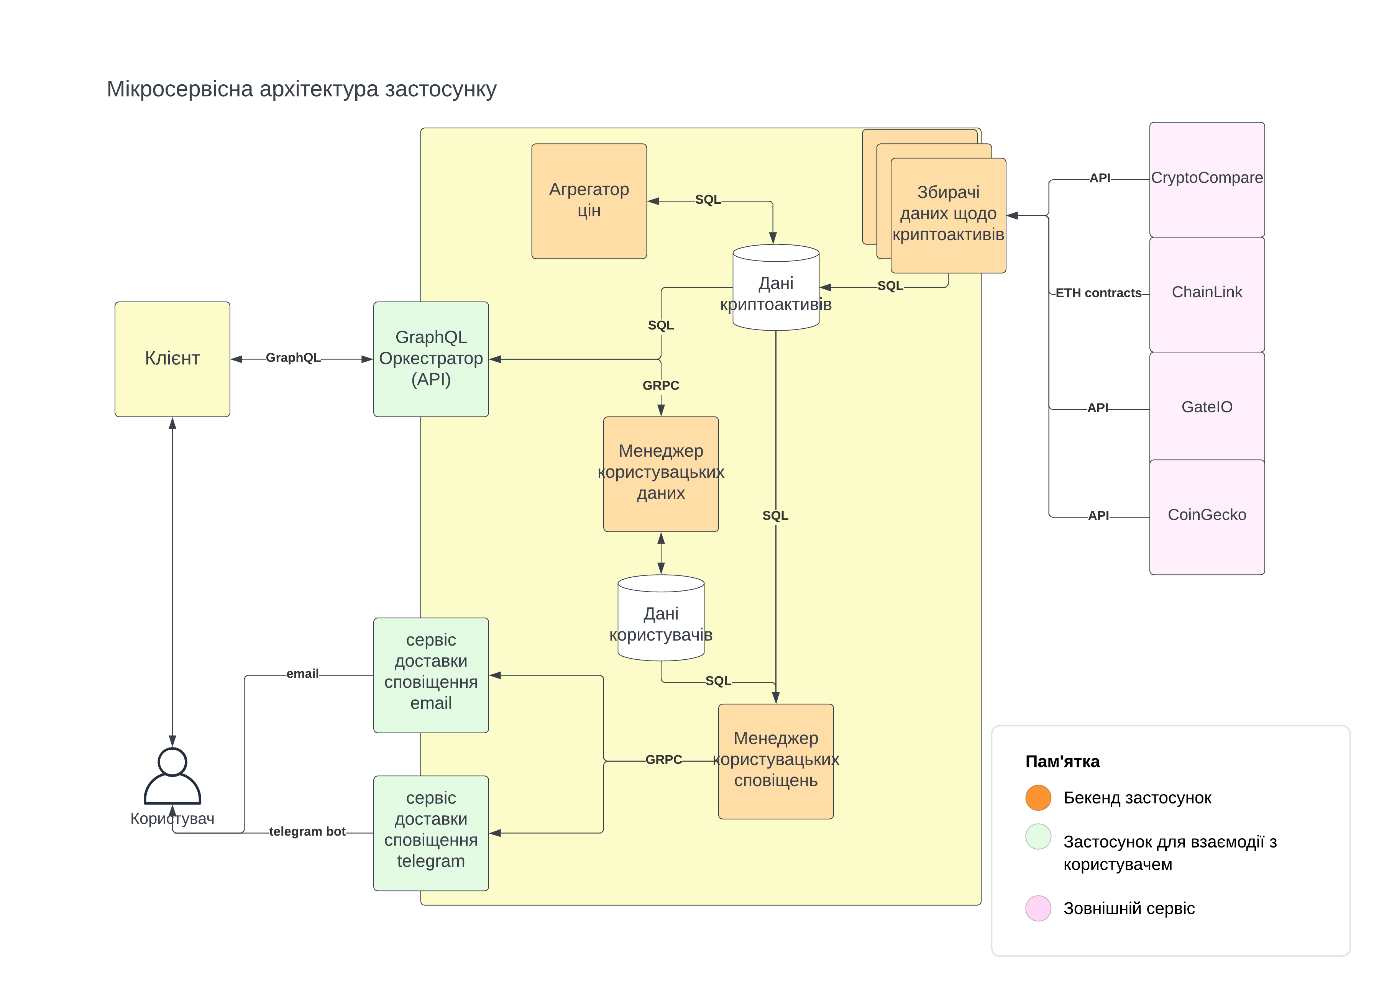 Мікросервісна архітектура застосунку
Агрегатор
цін
SQL
Збирачі
даних щодо
криптоактивів
API
CryptoCompare
Дані
криптоактивів
SQL
ETH contracts
ChainLink
Клієнт
GraphQL
GraphQL
Оркестратор
(API)
SQL
GRPC
API
GateIO
Менеджер
користувацьких
даних
SQL
API
CoinGecko
Дані
користувачів
SQL
email
сервіс
доставки
сповіщення
email
GRPC
Менеджер
користувацьких
сповіщень
Користувач
telegram bot
сервіс
доставки
сповіщення
telegram
Пам'ятка
Бекенд застосунок
Застосунок для взаємодії з
користувачем
Зовнішній сервіс